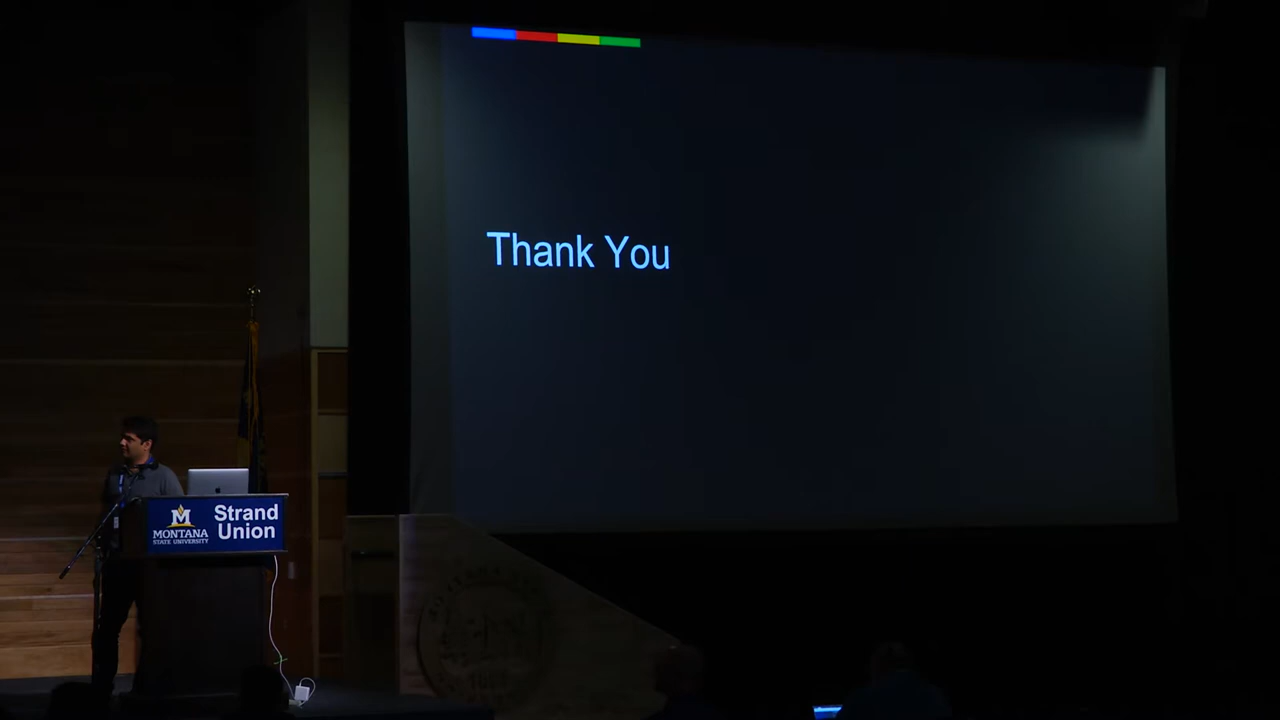 Thank You
M
MONTANA
STATE UNIVERSITY
Strand
Union